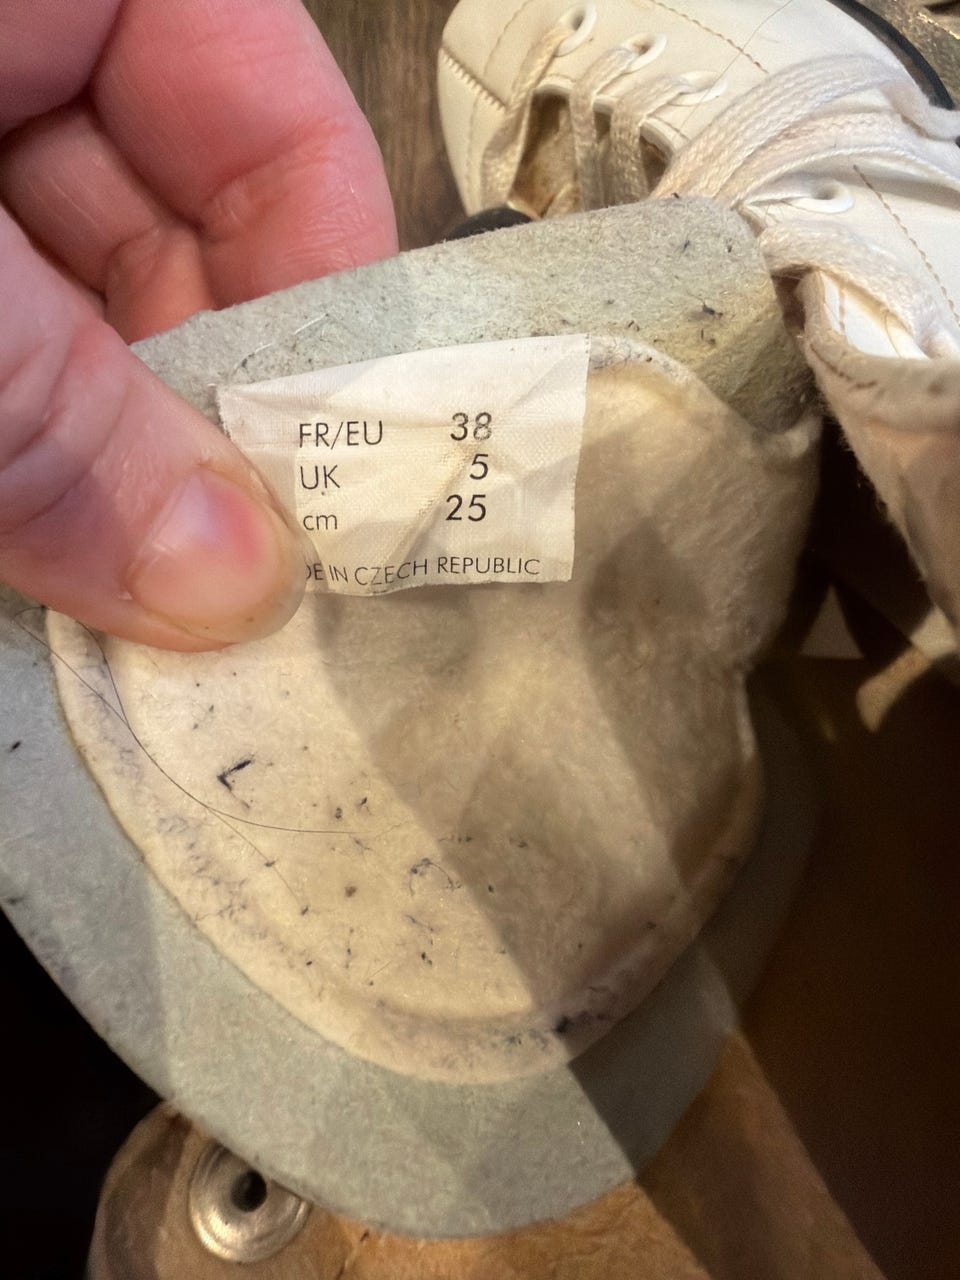 FR/EU 38
UK 5
cm 25
DE IN CZECH REPUBLIC